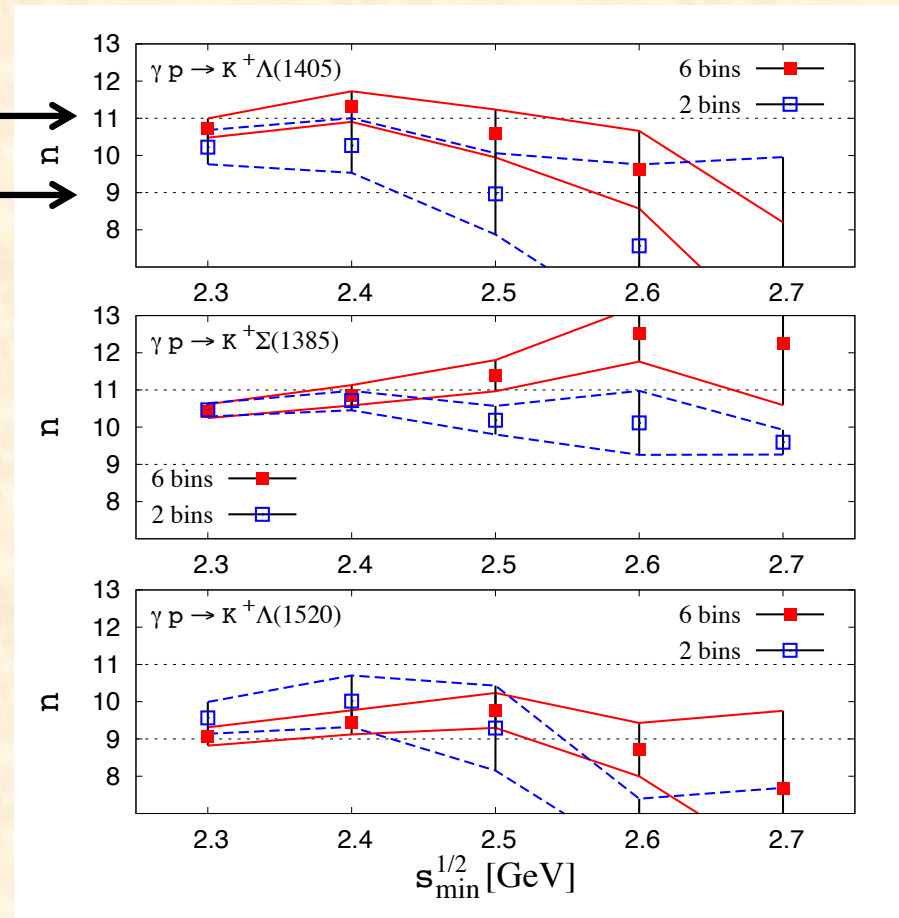 13
γ p → K⁺Λ(1405)
6 bins
12
2 bins
11
n
10
9
8
2.3 2.4 2.5 2.6 2.7
13
γ p → K⁺Σ(1385)
12
11
n
10
9
6 bins
8
2 bins
2.3 2.4 2.5 2.6 2.7
13
γ p → K⁺Λ(1520)
6 bins
12
2 bins
11
n
10
9
8
2.3 2.4 2.5 2.6 2.7
s_min^{1/2} [GeV]